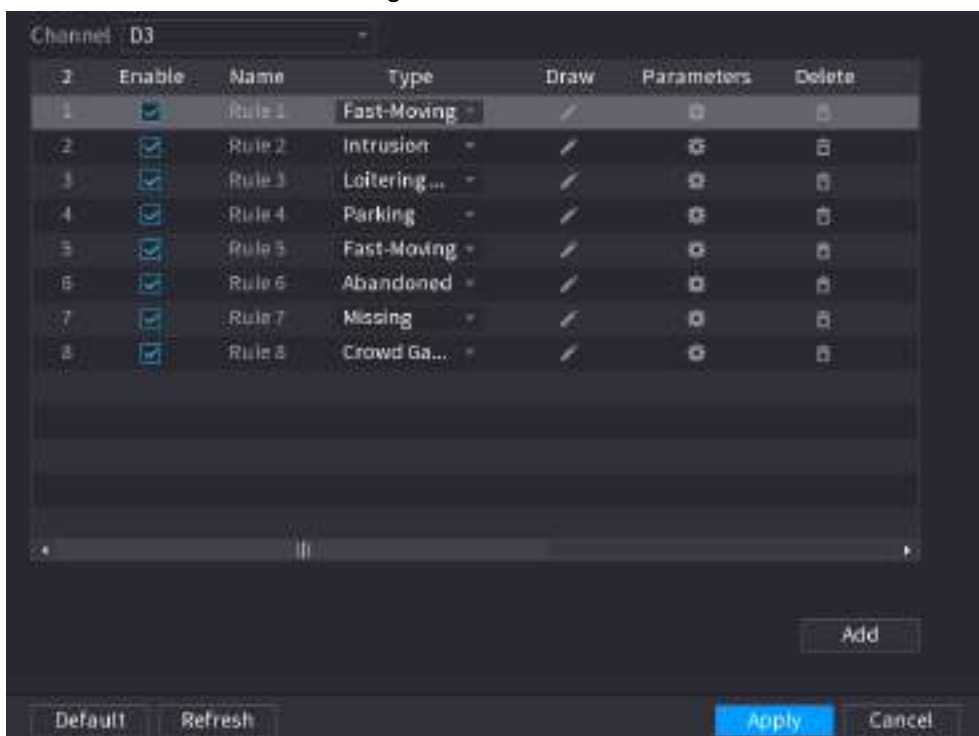 Channel D3
2 Enable Name Type Draw Parameters Delete
1 Rule 1 Fast-Moving
2 Rule 2 Intrusion
3 Rule 3 Loitering...
4 Rule 4 Parking
5 Rule 5 Fast-Moving
6 Rule 6 Abandoned
7 Rule 7 Missing
8 Rule 8 Crowd Ga...
Add
Default Refresh Apply Cancel